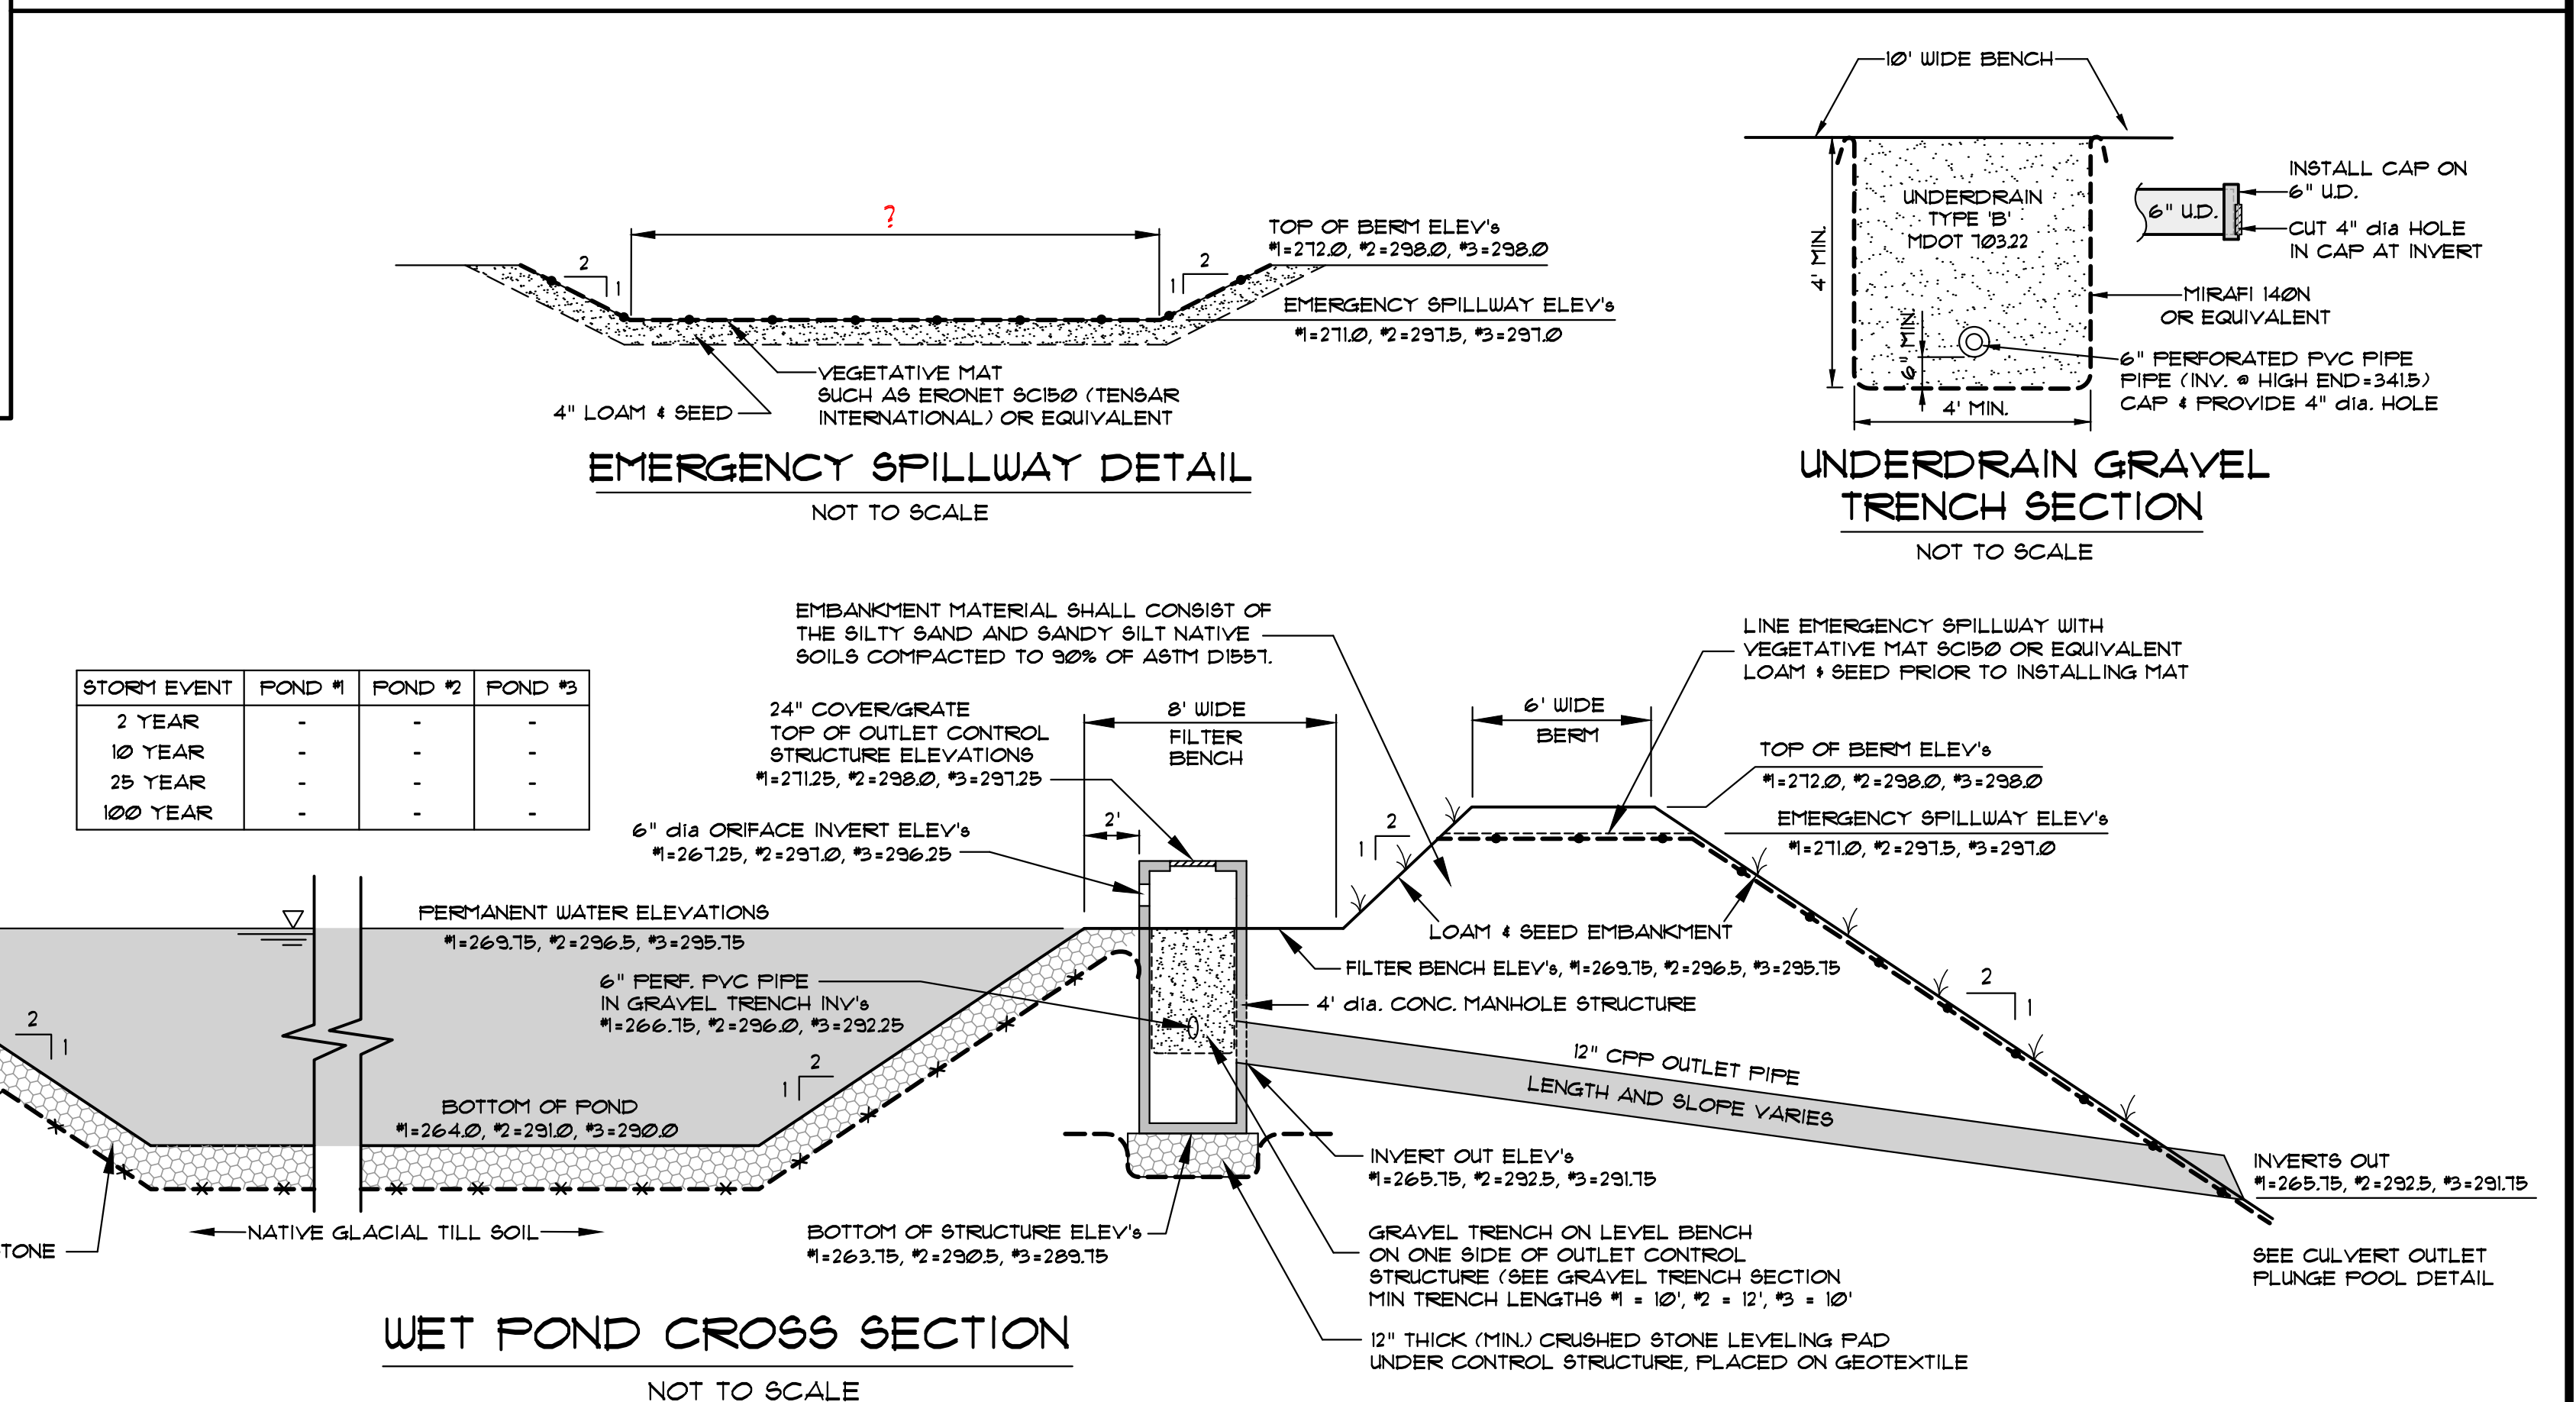 ?
2
1
2
1
TOP OF BERM ELEV's
#1=272.0, #2=298.0, #3=298.0
EMERGENCY SPILLWAY ELEV's
#1=271.0, #2=297.5, #3=297.0
VEGETATIVE MAT
SUCH AS ERONET SC150 (TENSAR
INTERNATIONAL) OR EQUIVALENT
4" LOAM & SEED
EMERGENCY SPILLWAY DETAIL
NOT TO SCALE
10' WIDE BENCH
4' MIN.
UNDERDRAIN
TYPE 'B'
MDOT 703.22
6" MIN.
4' MIN.
6" U.D.
INSTALL CAP ON
6" U.D.
CUT 4" dia HOLE
IN CAP AT INVERT
MIRAFI 140N
OR EQUIVALENT
6" PERFORATED PVC PIPE
PIPE (INV. @ HIGH END=341.5)
CAP & PROVIDE 4" dia. HOLE
UNDERDRAIN GRAVEL
TRENCH SECTION
NOT TO SCALE
STORM EVENT POND #1 POND #2 POND #3
2 YEAR - - -
10 YEAR - - -
25 YEAR - - -
100 YEAR - - -
EMBANKMENT MATERIAL SHALL CONSIST OF
THE SILTY SAND AND SANDY SILT NATIVE
SOILS COMPACTED TO 90% OF ASTM D1557.
24" COVER/GRATE
TOP OF OUTLET CONTROL
STRUCTURE ELEVATIONS
#1=271.25, #2=298.0, #3=297.25
8' WIDE
FILTER
BENCH
2'
6' WIDE
BERM
LINE EMERGENCY SPILLWAY WITH
VEGETATIVE MAT SC150 OR EQUIVALENT
LOAM & SEED PRIOR TO INSTALLING MAT
TOP OF BERM ELEV's
#1=272.0, #2=298.0, #3=298.0
EMERGENCY SPILLWAY ELEV's
#1=271.0, #2=297.5, #3=297.0
6" dia ORIFACE INVERT ELEV's
#1=267.25, #2=297.0, #3=296.25
2
1
PERMANENT WATER ELEVATIONS
#1=269.75, #2=296.5, #3=295.75
LOAM & SEED EMBANKMENT
FILTER BENCH ELEV's, #1=269.75, #2=296.5, #3=295.75
6" PERF. PVC PIPE
IN GRAVEL TRENCH INV's
#1=266.75, #2=296.0, #3=292.25
4' dia. CONC. MANHOLE STRUCTURE
2
1
2
1
2
1
12" CPP OUTLET PIPE
LENGTH AND SLOPE VARIES
BOTTOM OF POND
#1=264.0, #2=291.0, #3=290.0
INVERT OUT ELEV's
#1=265.75, #2=292.5, #3=291.75
INVERTS OUT
#1=265.75, #2=292.5, #3=291.75
NATIVE GLACIAL TILL SOIL
TONE
BOTTOM OF STRUCTURE ELEV's
#1=263.75, #2=290.5, #3=289.75
GRAVEL TRENCH ON LEVEL BENCH
ON ONE SIDE OF OUTLET CONTROL
STRUCTURE (SEE GRAVEL TRENCH SECTION
MIN TRENCH LENGTHS #1 = 10', #2 = 12', #3 = 10'
SEE CULVERT OUTLET
PLUNGE POOL DETAIL
12" THICK (MIN.) CRUSHED STONE LEVELING PAD
UNDER CONTROL STRUCTURE, PLACED ON GEOTEXTILE
WET POND CROSS SECTION
NOT TO SCALE